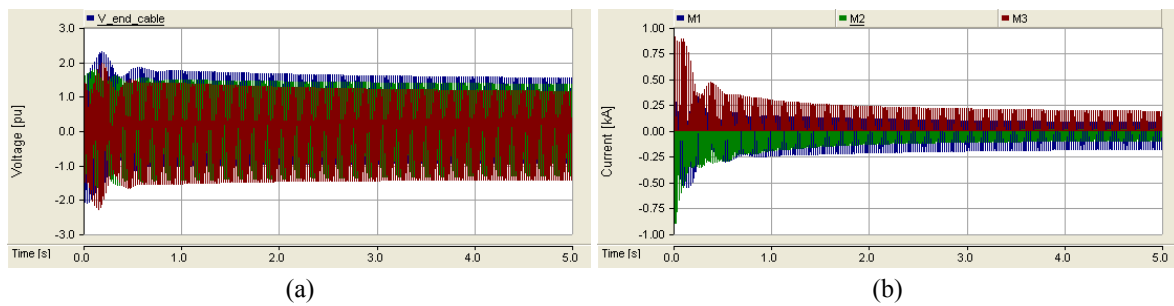 V_end_cable
3.0
2.0
1.0
0.0
-1.0
-2.0
-3.0
Voltage [pu]
Time [s] 0.0 1.0 2.0 3.0 4.0 5.0
(a)
M1 M2 M3
1.00
0.75
0.50
0.25
0.00
-0.25
-0.50
-0.75
-1.00
Current [kA]
Time [s] 0.0 1.0 2.0 3.0 4.0 5.0
(b)